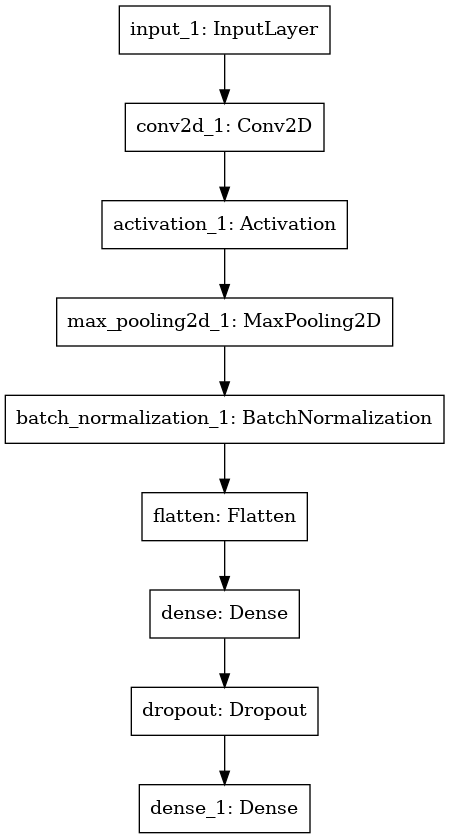 input_1: InputLayer
conv2d_1: Conv2D
activation_1: Activation
max_pooling2d_1: MaxPooling2D
batch_normalization_1: BatchNormalization
flatten: Flatten
dense: Dense
dropout: Dropout
dense_1: Dense